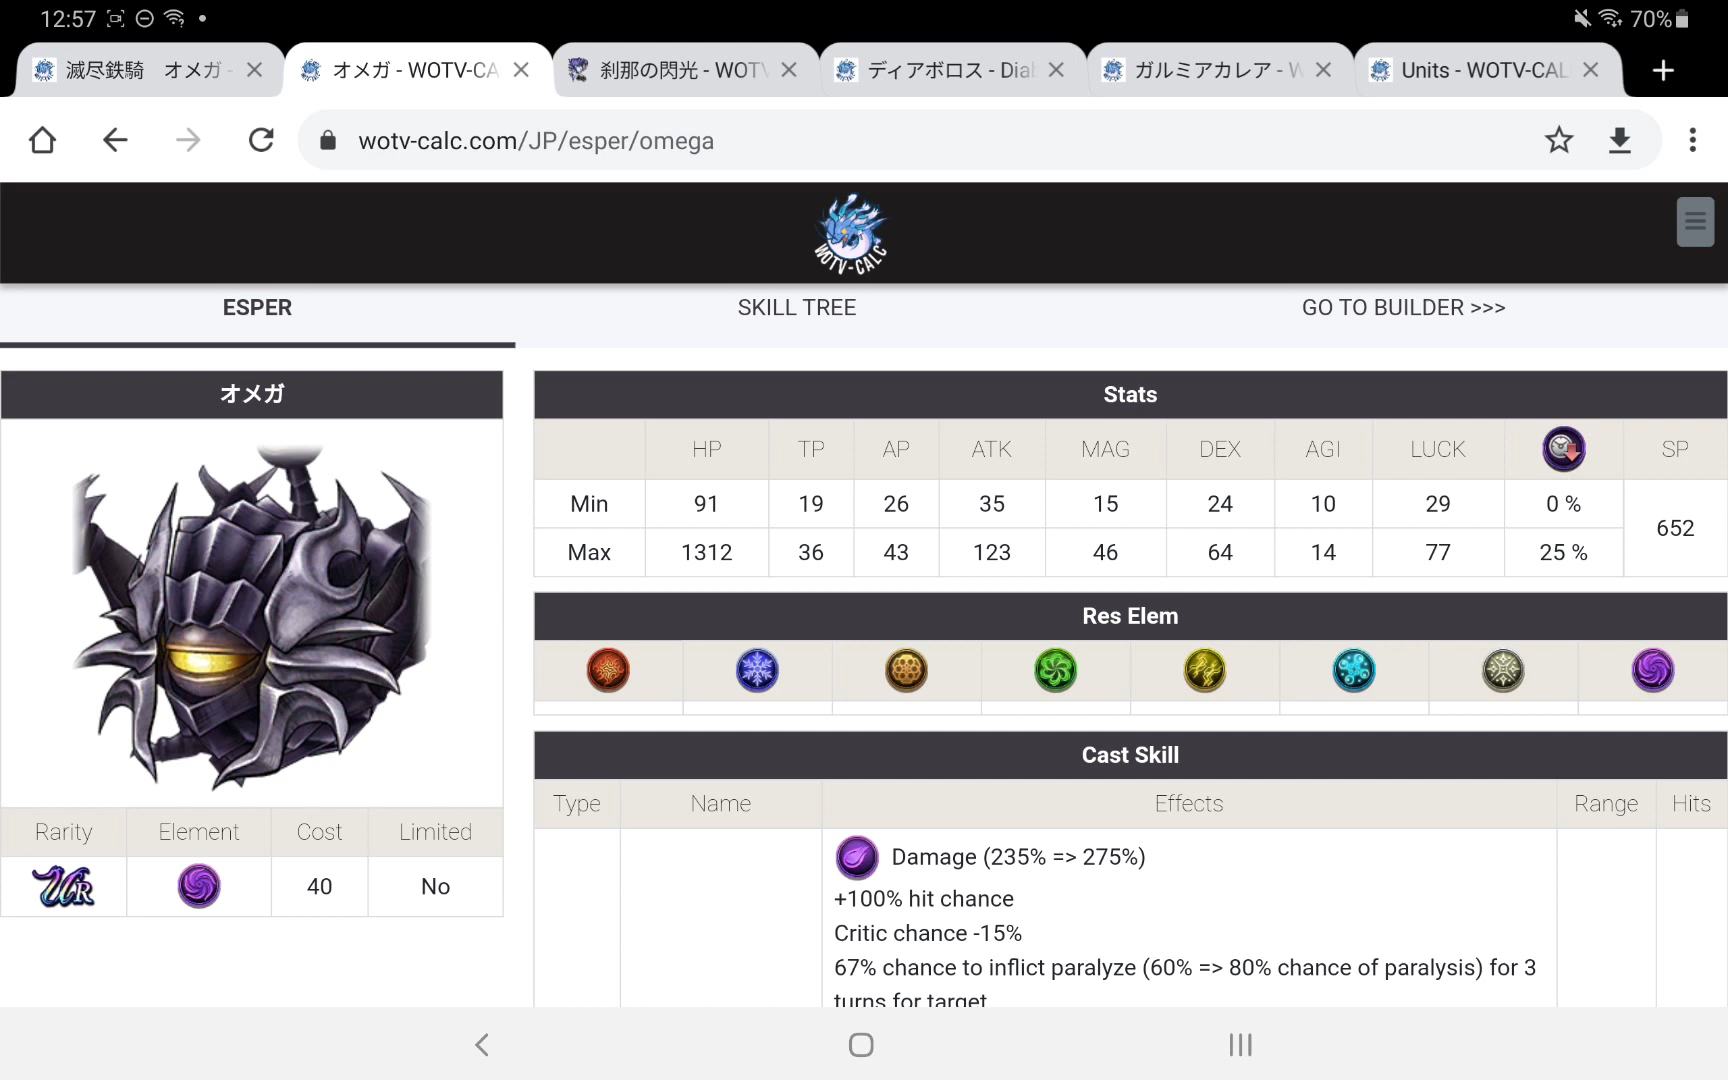 12:57
70%
滅尽鉄騎　オメガ -
オメガ - WOTV-CA
刹那の閃光 - WOTV
ディアボロス - Diab
ガルミアカレア - W
Units - WOTV-CAL
wotv-calc.com/JP/esper/omega
WOTV-CALC
ESPER
SKILL TREE
GO TO BUILDER >>>
オメガ
Rarity Element Cost Limited
UR 40 No
Stats
HP TP AP ATK MAG DEX AGI LUCK SP
Min 91 19 26 35 15 24 10 29 0 % 652
Max 1312 36 43 123 46 64 14 77 25 %
Res Elem
Cast Skill
Type Name Effects Range Hits
Damage (235% => 275%)
+100% hit chance
Critic chance -15%
67% chance to inflict paralyze (60% => 80% chance of paralysis) for 3
turns for target